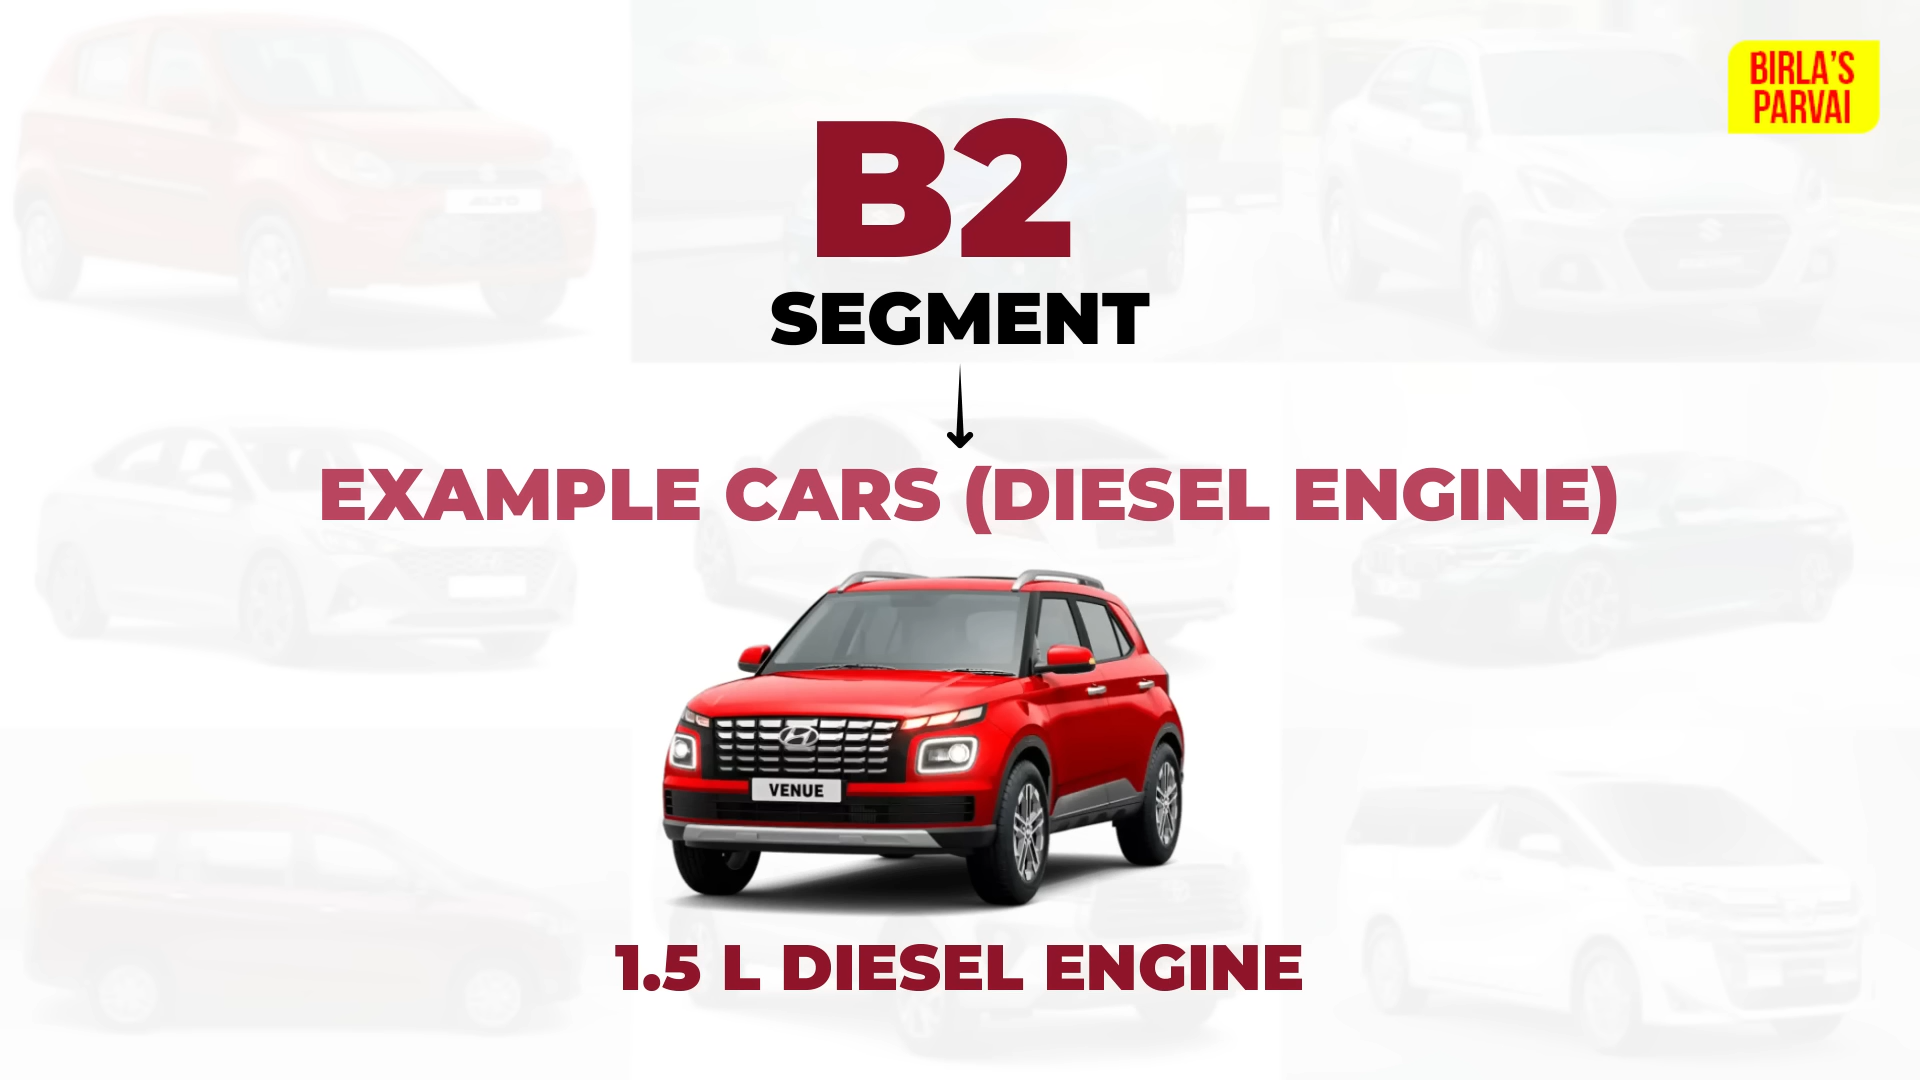 BIRLA'S
PARVAI
B2
SEGMENT
EXAMPLE CARS (DIESEL ENGINE)
VENUE
1.5 L DIESEL ENGINE